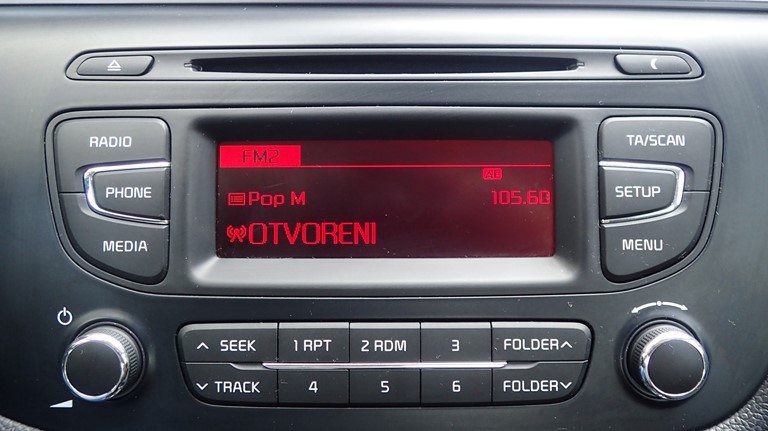 RADIO
PHONE
MEDIA
FM2
AF
Pop M 105.60
OTVORENI
TA/SCAN
SETUP
MENU
SEEK 1 RPT 2 RDM 3 FOLDER
TRACK 4 5 6 FOLDER